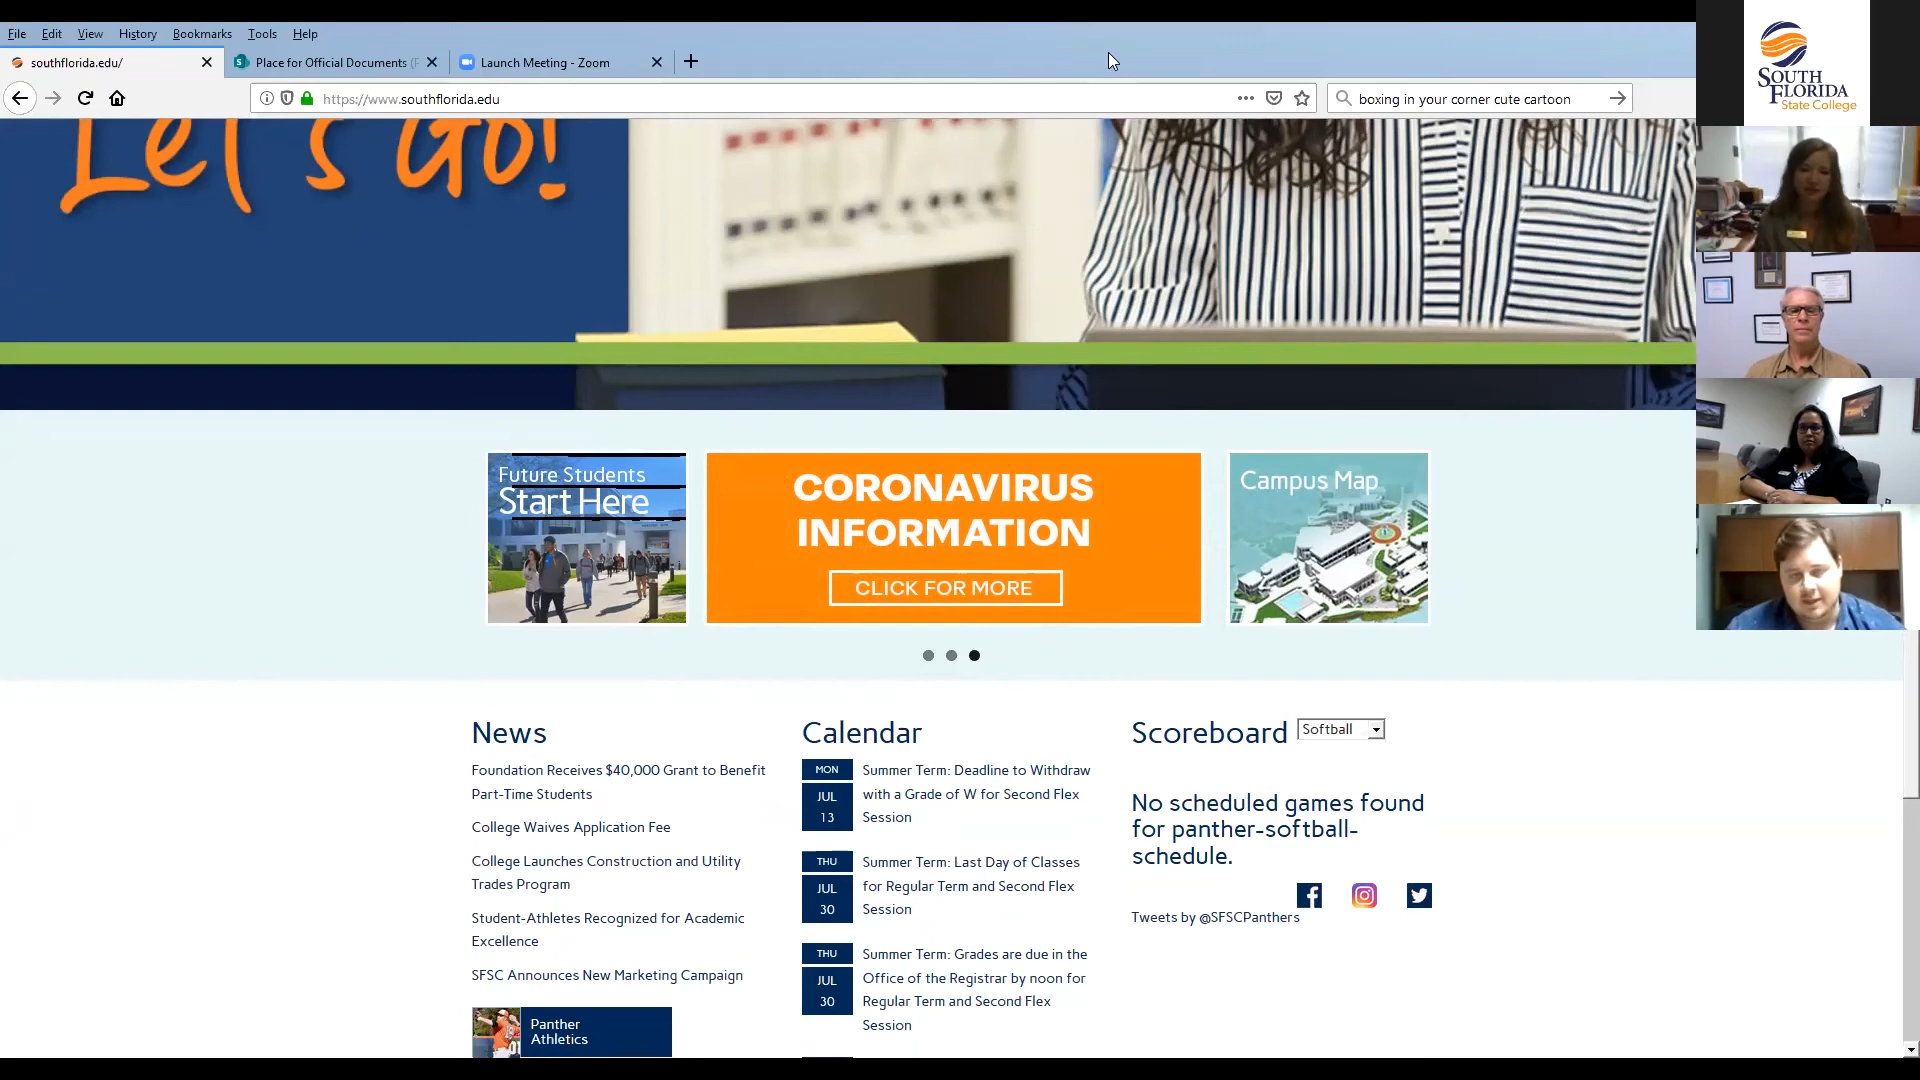 File Edit View History Bookmarks Tools Help
southflorida.edu/
Place for Official Documents (F
Launch Meeting - Zoom
https://www.southflorida.edu
boxing in your corner cute cartoon
SOUTH
FLORIDA
State College
Let's Go!
Future Students
Start Here
CORONAVIRUS
INFORMATION
CLICK FOR MORE
Campus Map
News
Foundation Receives $40,000 Grant to Benefit
Part-Time Students
College Waives Application Fee
College Launches Construction and Utility
Trades Program
Student-Athletes Recognized for Academic
Excellence
SFSC Announces New Marketing Campaign
Panther
Athletics
Calendar
MON
JUL
13
Summer Term: Deadline to Withdraw
with a Grade of W for Second Flex
Session
THU
JUL
30
Summer Term: Last Day of Classes
for Regular Term and Second Flex
Session
THU
JUL
30
Summer Term: Grades are due in the
Office of the Registrar by noon for
Regular Term and Second Flex
Session
Scoreboard
Softball
No scheduled games found
for panther-softball-
schedule.
Tweets by @SFSCPanthers